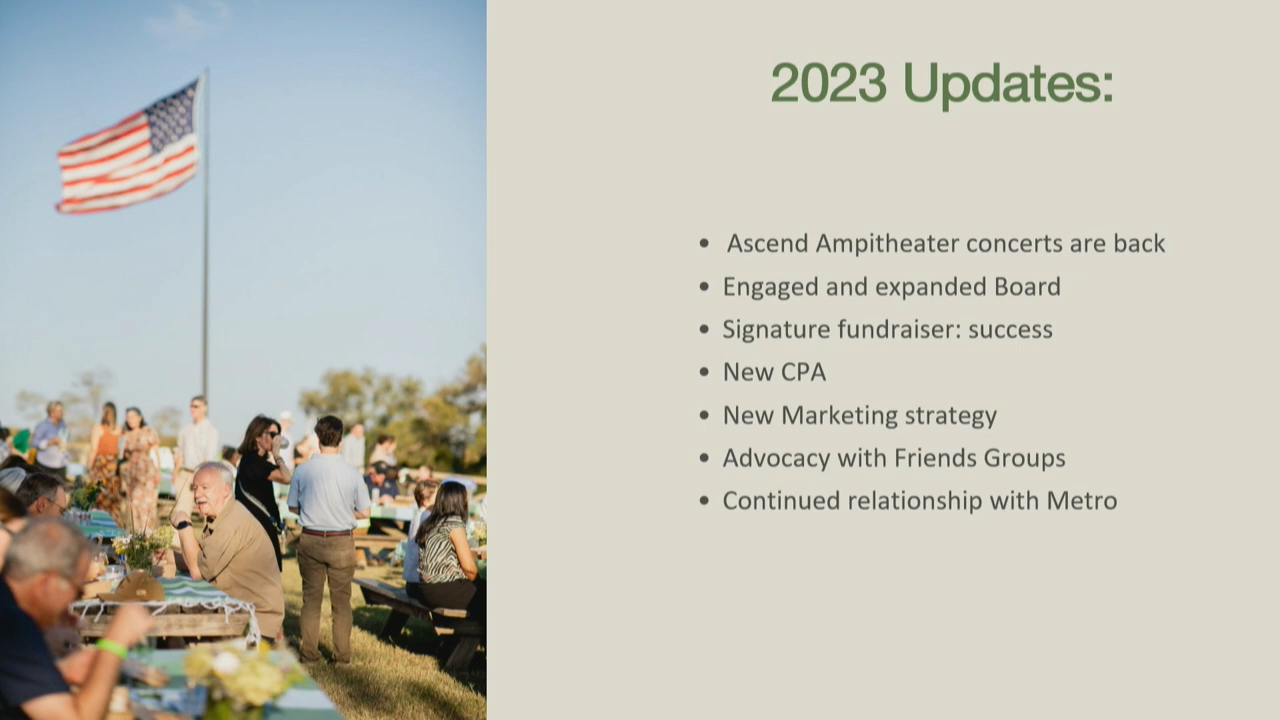 2023 Updates:
• Ascend Ampitheater concerts are back
• Engaged and expanded Board
• Signature fundraiser: success
• New CPA
• New Marketing strategy
• Advocacy with Friends Groups
• Continued relationship with Metro